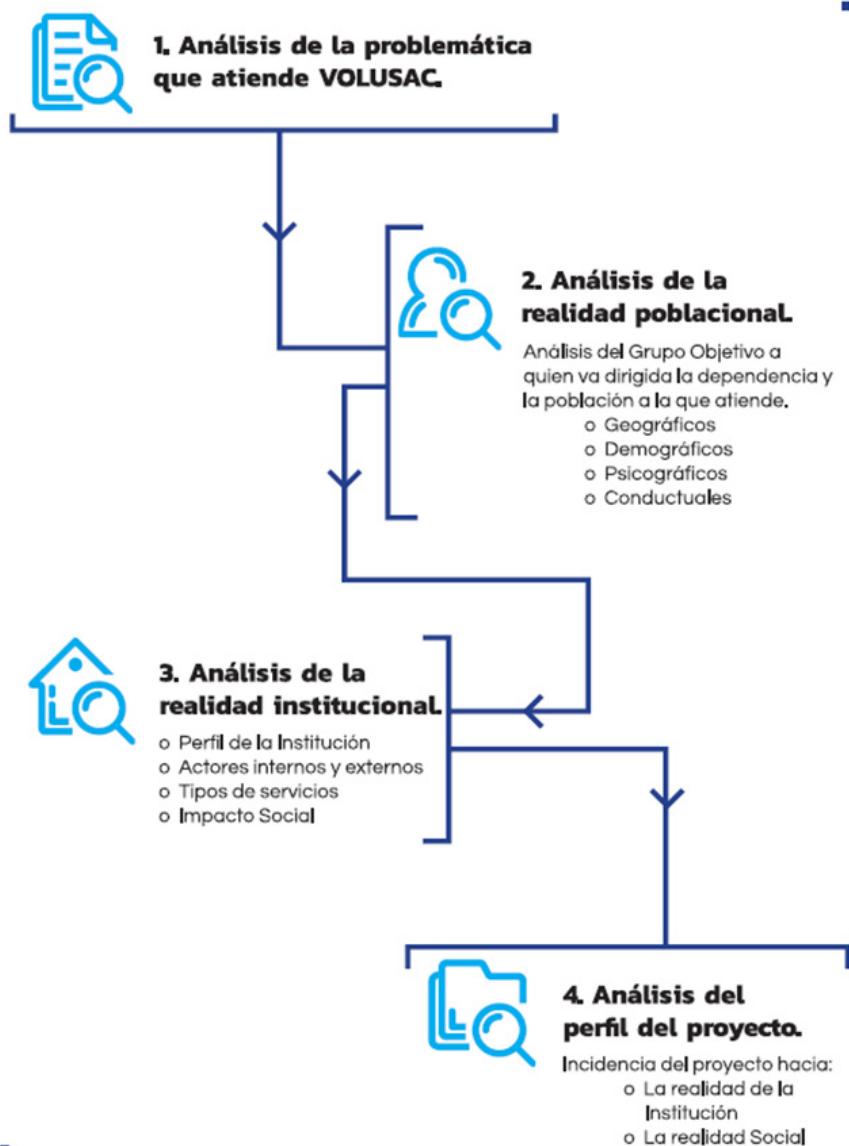 1. Análisis de la problemática
que atiende VOLUSAC.
2. Análisis de la
realidad poblacional.
Análisis del Grupo Objetivo a
quien va dirigida la dependencia y
la población a la que atiende.
o Geográficos
o Demográficos
o Psicográficos
o Conductuales
3. Análisis de la
realidad institucional.
o Perfil de la Institución
o Actores internos y externos
o Tipos de servicios
o Impacto Social
4. Análisis del
perfil del proyecto.
Incidencia del proyecto hacia:
o La realidad de la
Institución
o La realidad Social